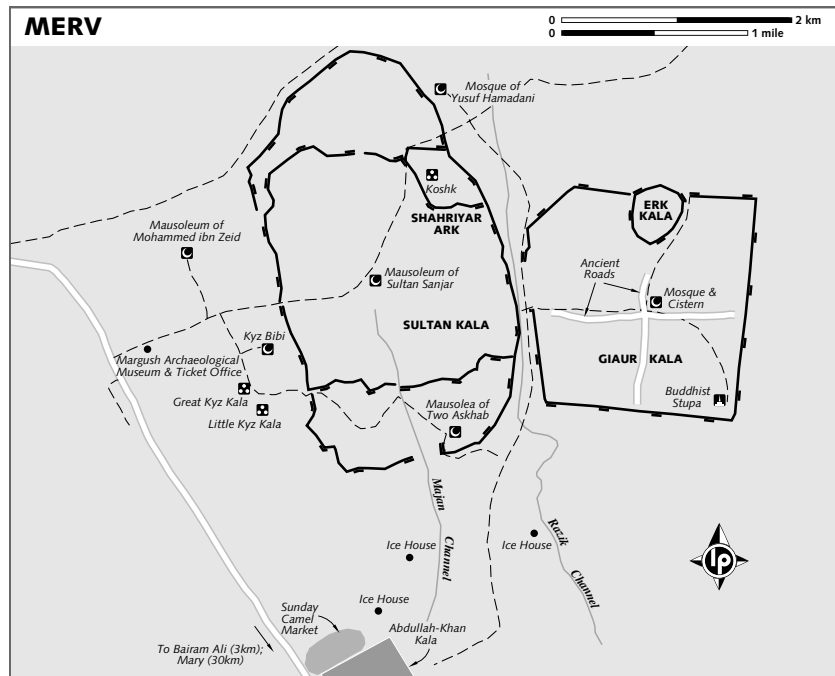 MERV
0 2 km
0 1 mile
Mosque of
Yusuf Hamadani
Koshk
SHAHRIYAR
ARK
ERK
KALA
Mausoleum of
Mohammed ibn Zeid
Ancient
Roads
Mausoleum of
Sultan Sanjar
Mosque &
Cistern
SULTAN KALA
Kyz Bibi
Margush Archaeological
Museum & Ticket Office
GIAUR KALA
Great Kyz Kala
Little Kyz Kala
Mausolea of
Two Askhab
Buddhist
Stupa
Majan
Channel
Razik
Channel
Ice House
Ice House
Ice House
Sunday
Camel
Market
Abdullah-Khan
Kala
To Bairam Ali (3km);
Mary (30km)
lp